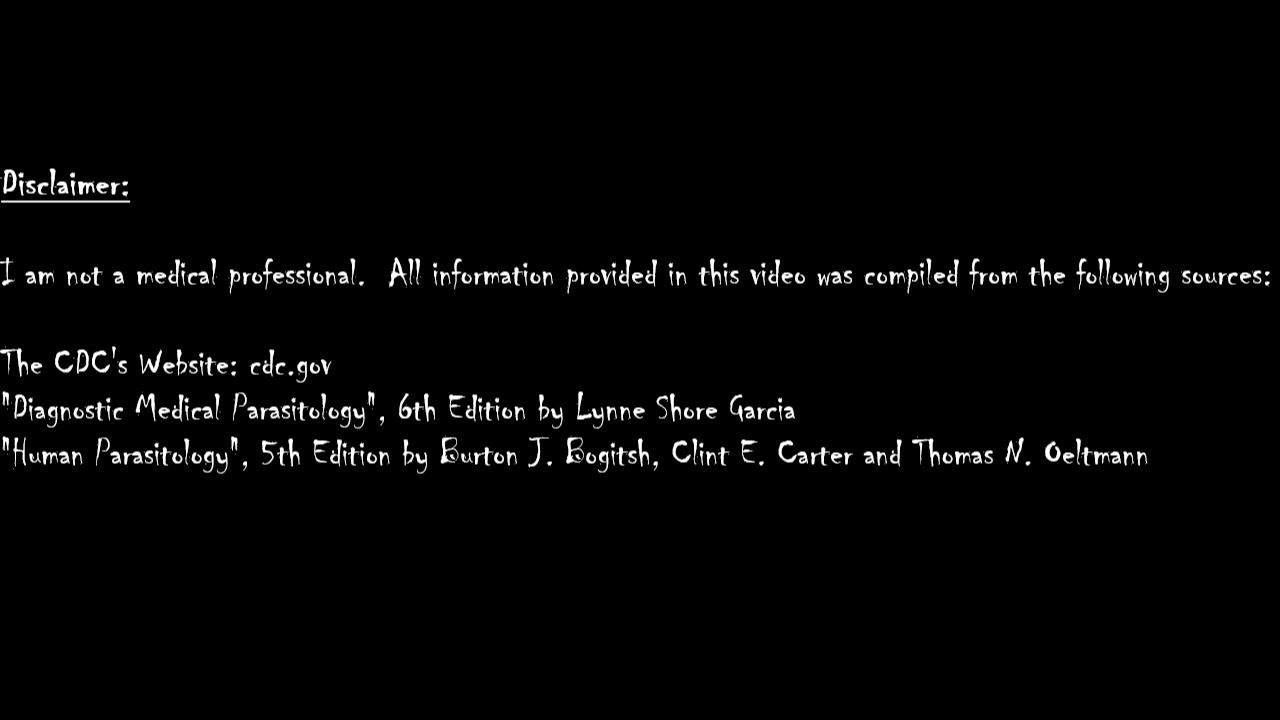 Disclaimer:
I am not a medical professional.  All information provided in this video was compiled from the following sources:
The CDC's Website: cdc.gov
"Diagnostic Medical Parasitology", 6th Edition by Lynne Shore Garcia
"Human Parasitology", 5th Edition by Burton J. Bogitsh, Clint E. Carter and Thomas N. Oeltmann